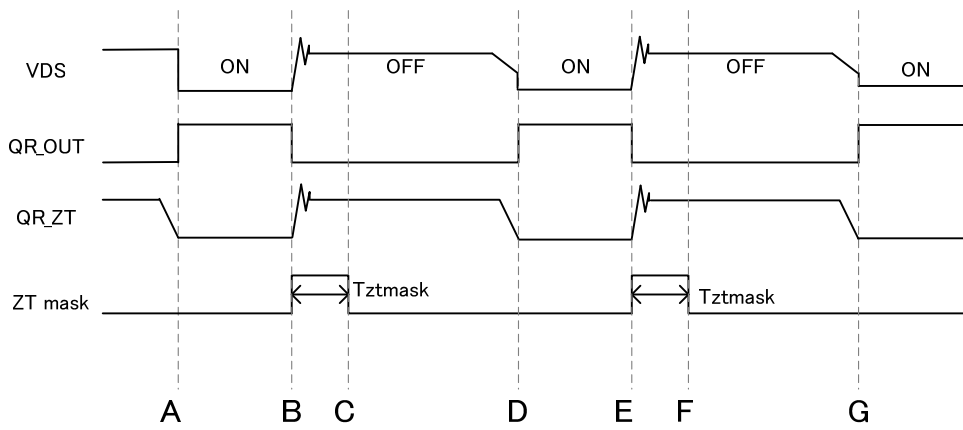 VDS
ON
OFF
ON
OFF
ON
QR_OUT
QR_ZT
ZT mask
Tztmask
Tztmask
A B C D E F G